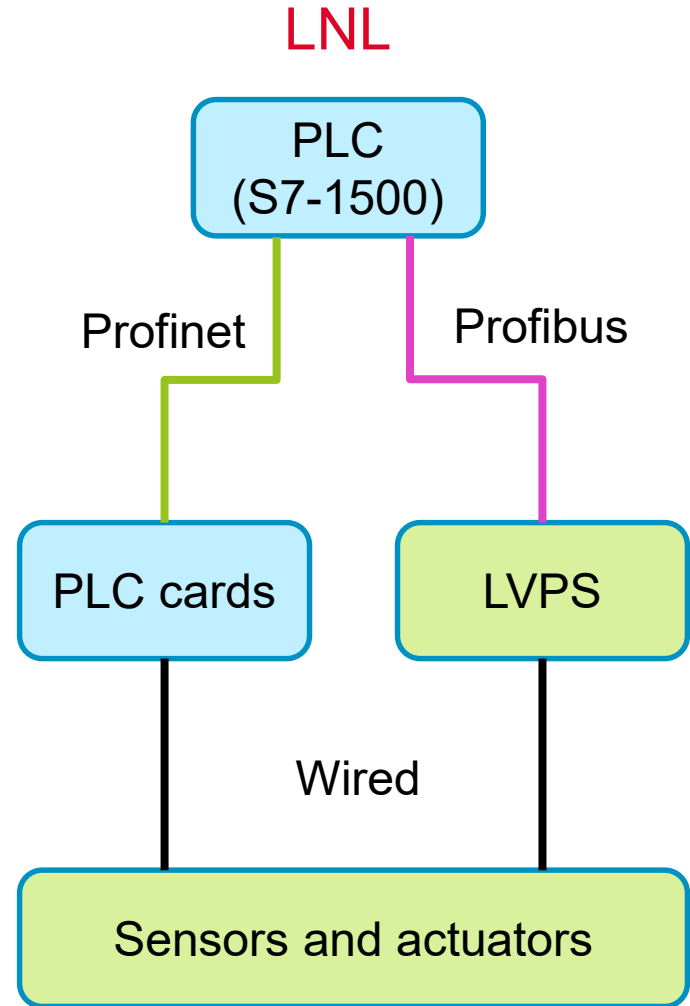 LNL
PLC
(S7-1500)
Profinet
Profibus
PLC cards
LVPS
Wired
Sensors and actuators